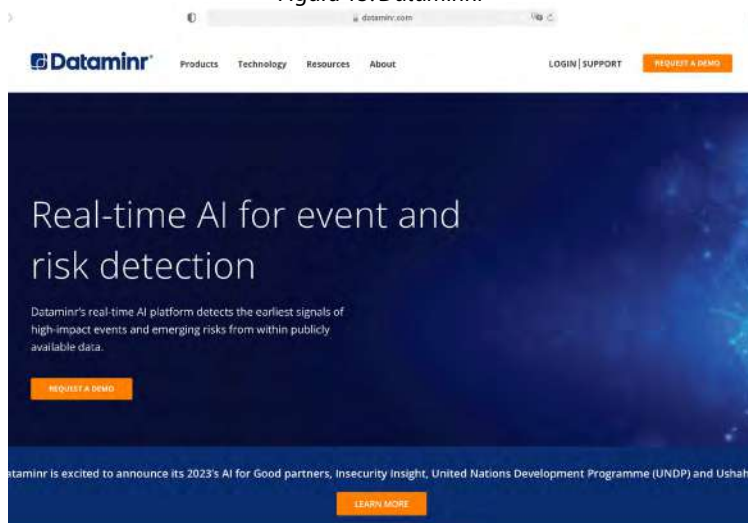 dataminr.com
Dataminr
Products Technology Resources About LOGIN | SUPPORT REQUEST A DEMO
Real-time AI for event and
risk detection
Dataminr's real-time AI platform detects the earliest signals of
high-impact events and emerging risks from within publicly
available data.
REQUEST A DEMO
ataminr is excited to announce its 2023's AI for Good partners, Insecurity Insight, United Nations Development Programme (UNDP) and Ushah
LEARN MORE